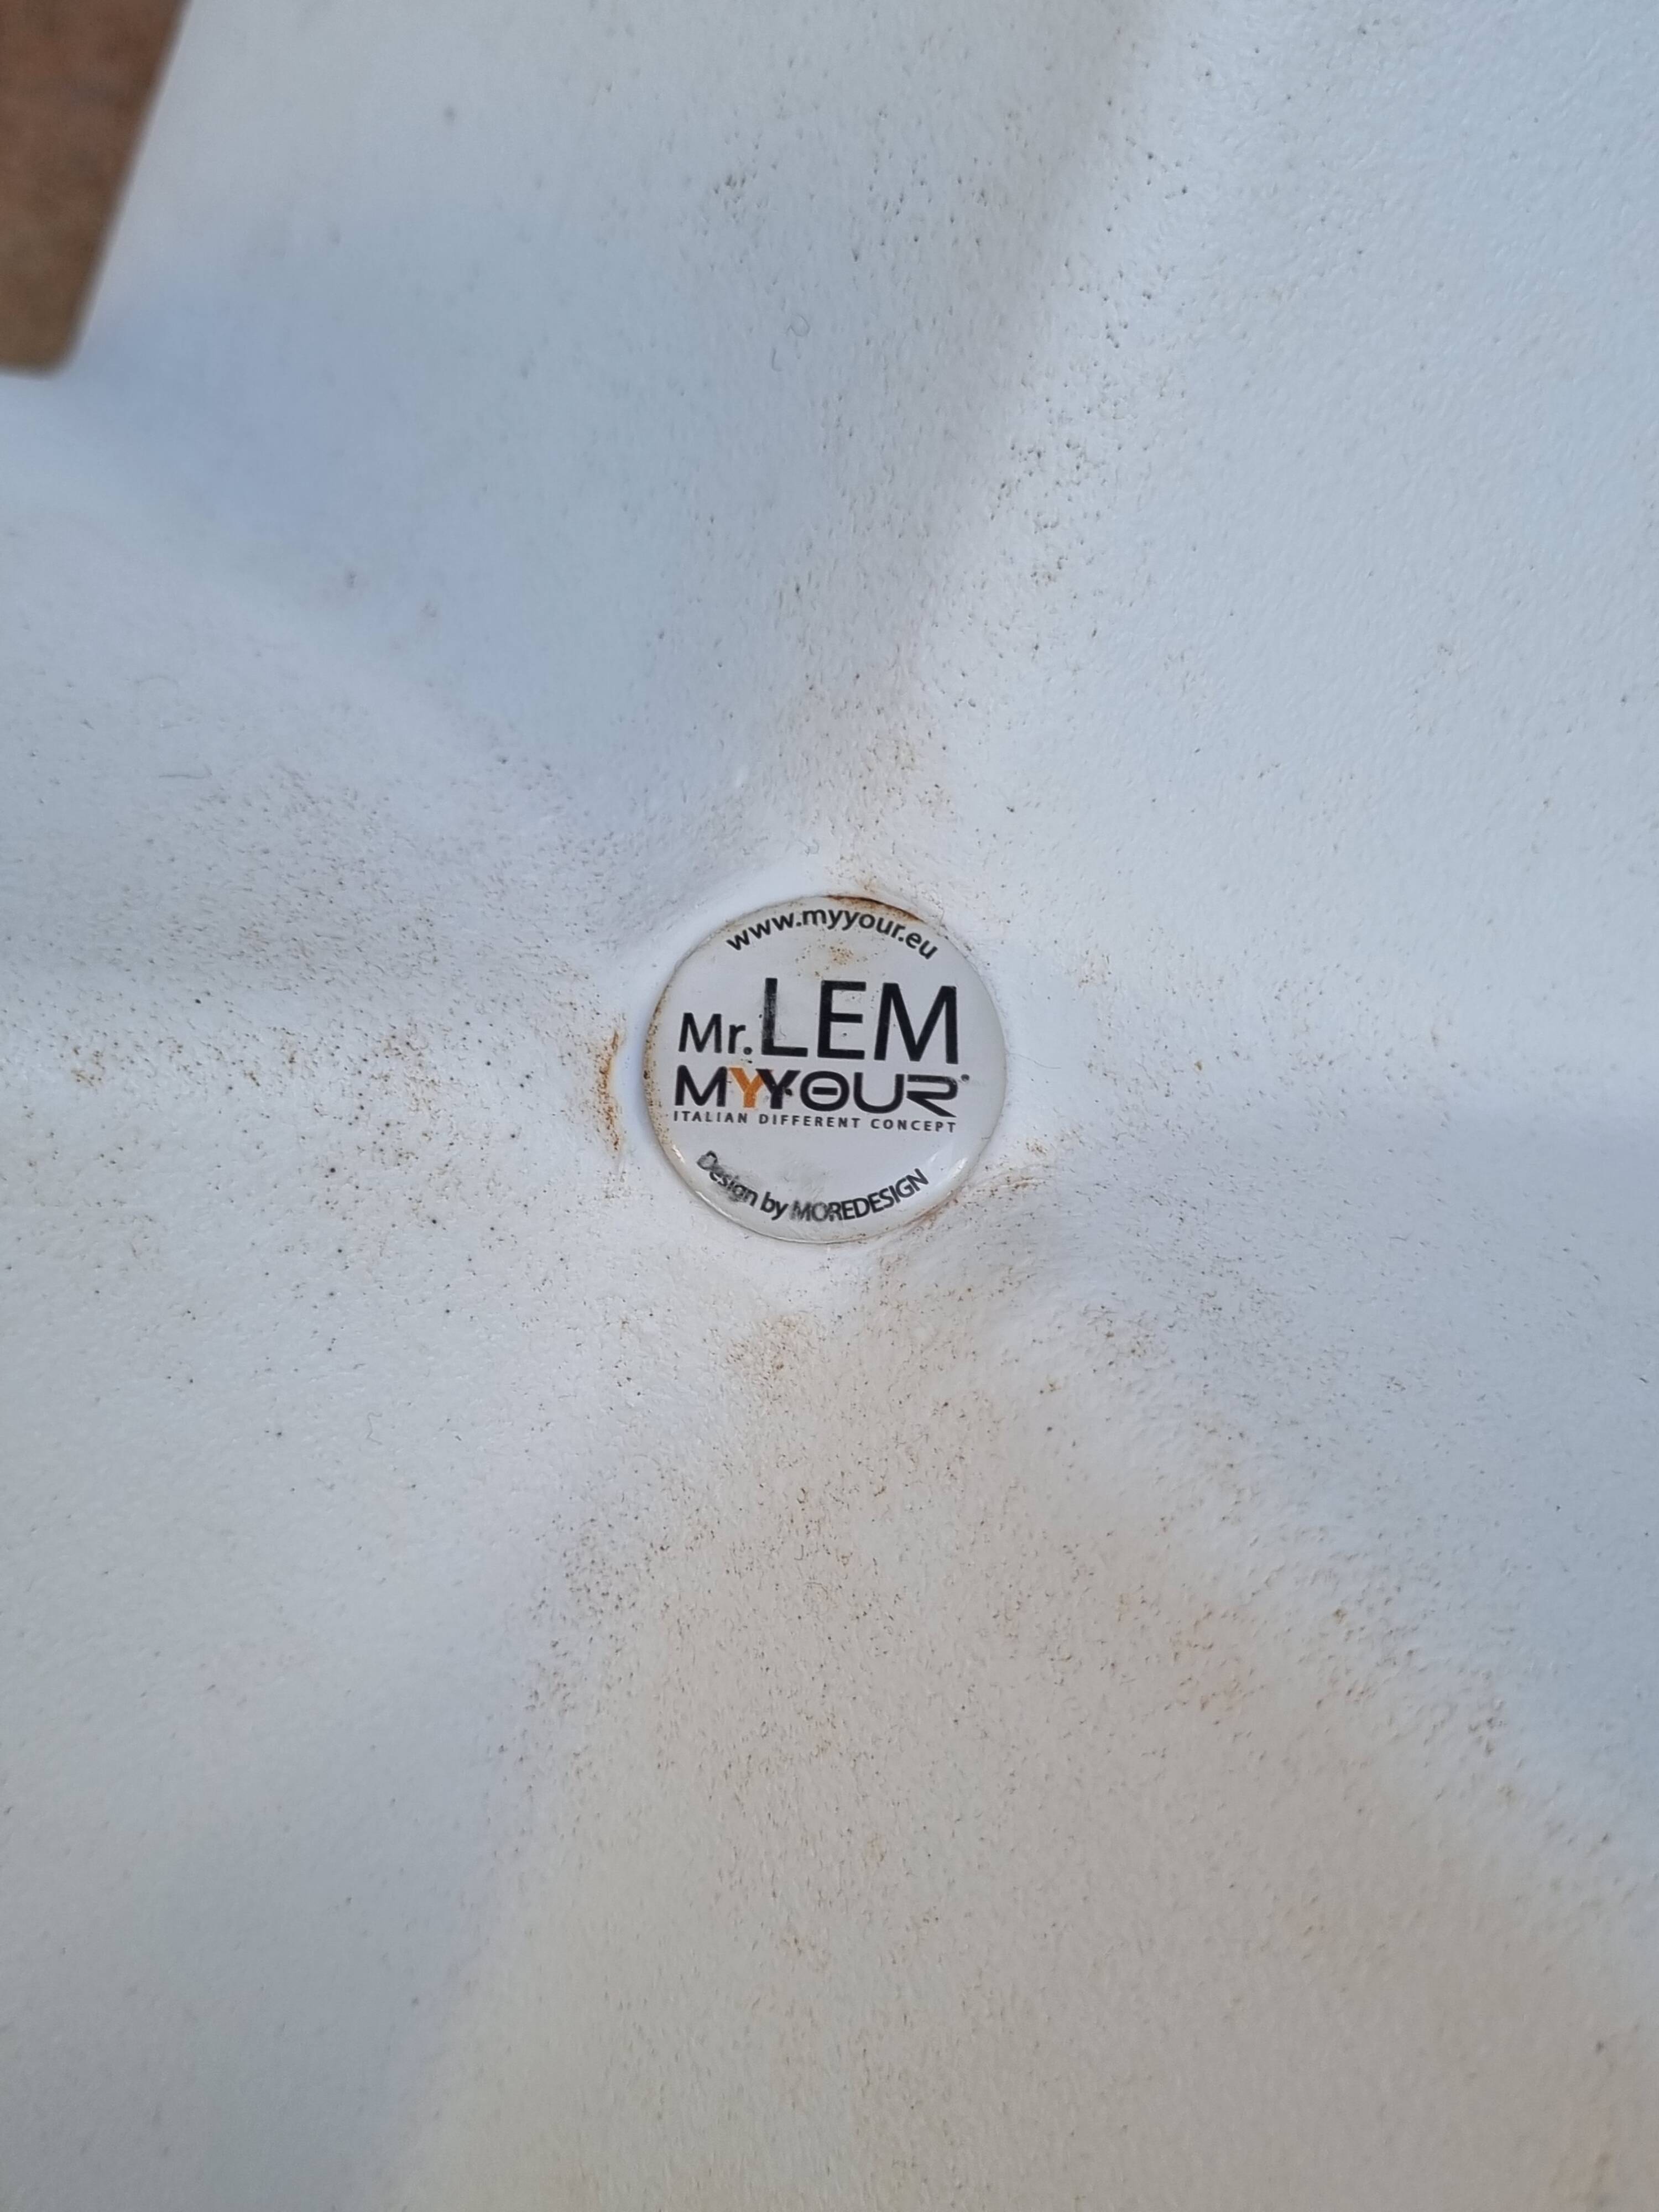 www.myyour.eu
Mr. LEM
MYYOUR®
ITALIAN DIFFERENT CONCEPT
Design by MOREDESIGN